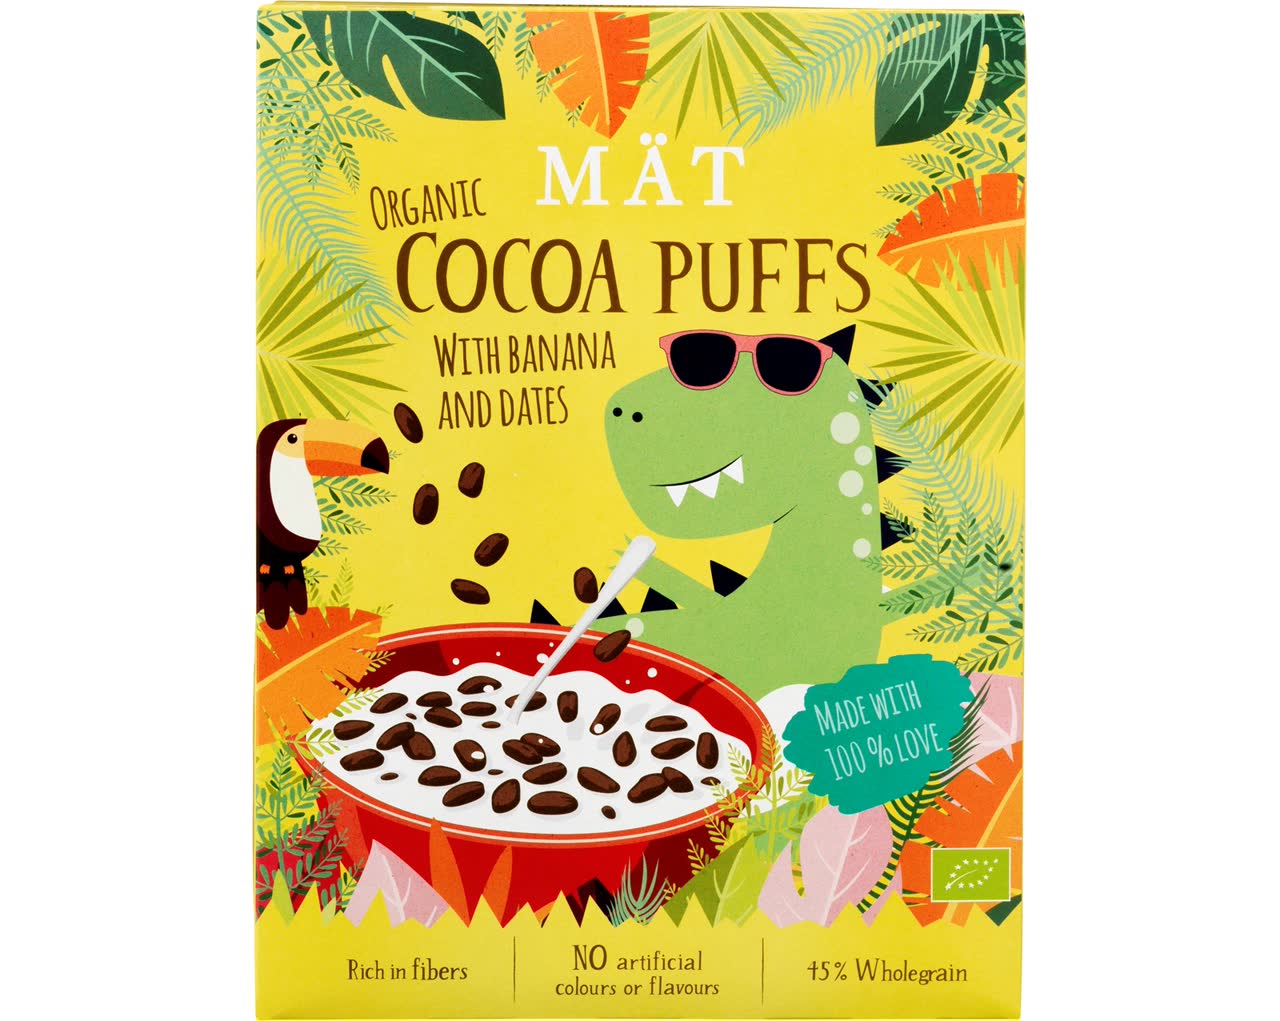 MÄT
ORGANIC
COCOA PUFFS
WITH BANANA
AND DATES
MADE WITH
100 % LOVE
Rich in fibers
NO artificial
colours or flavours
45% Wholegrain